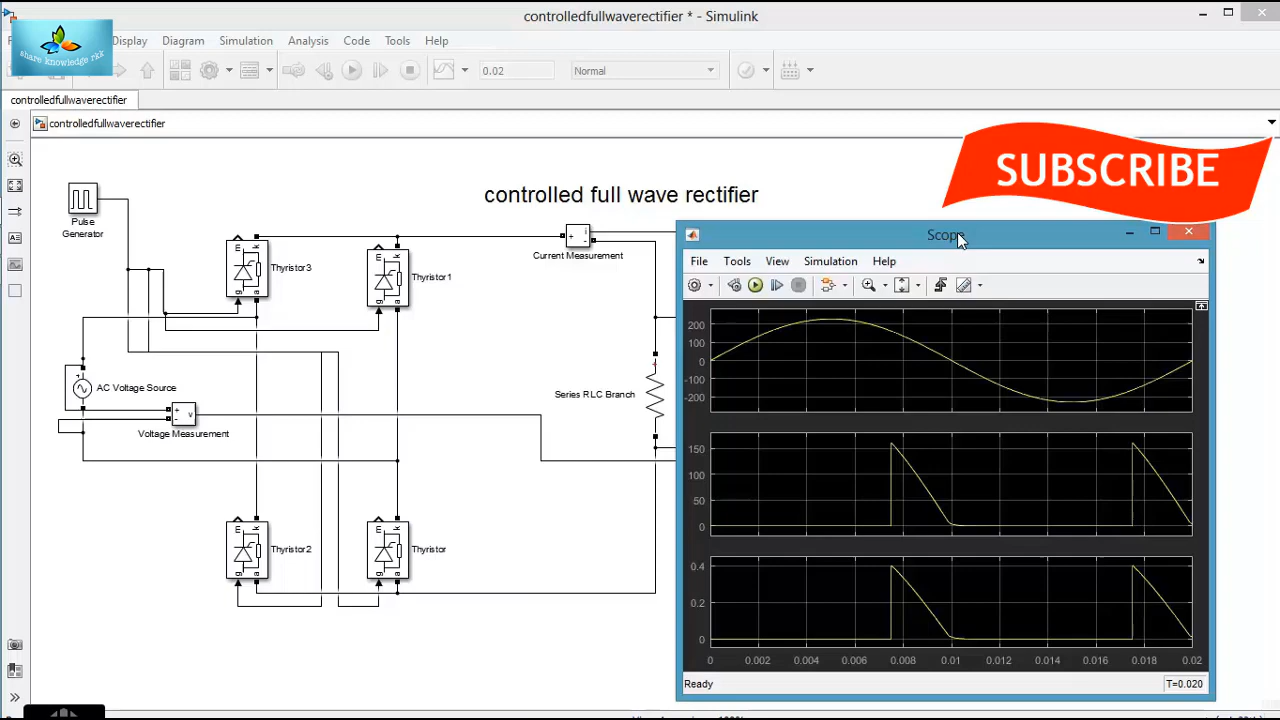 controlledfullwaverectifier * - Simulink
share knowledge rkk
Display Diagram Simulation Analysis Code Tools Help
0.02 Normal
controlledfullwaverectifier
controlledfullwaverectifier
SUBSCRIBE
controlled full wave rectifier
Pulse
Generator
Thyristor3
Thyristor1
m k
g a
m k
g a
i
+
-
Current Measurement
AC Voltage Source
+
+
-
v
Voltage Measurement
Series RLC Branch
+
m k
g a
Thyristor2
m k
g a
Thyristor
Scope
File Tools View Simulation Help
200
100
0
-100
-200
150
100
50
0
0.4
0.2
0
0 0.002 0.004 0.006 0.008 0.01 0.012 0.014 0.016 0.018 0.02
Ready T=0.020